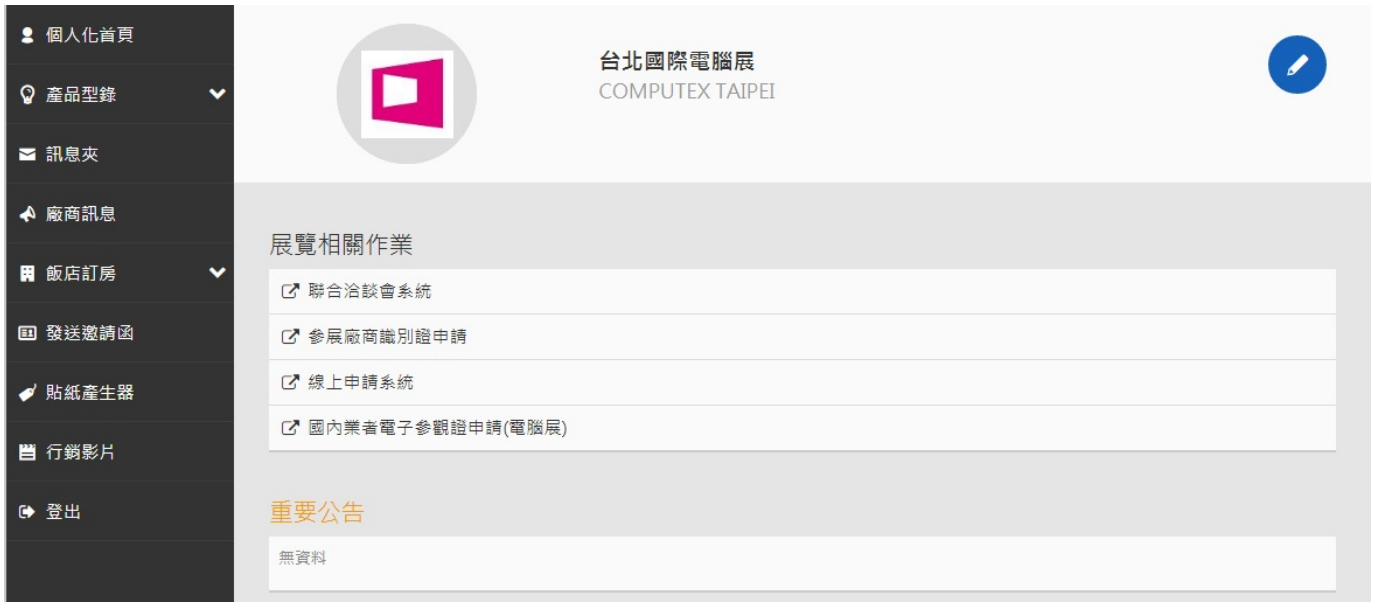 個人化首頁
產品型錄
訊息夾
廠商訊息
飯店訂房
發送邀請函
貼紙產生器
行銷影片
登出
台北國際電腦展
COMPUTEX TAIPEI
展覽相關作業
聯合洽談會系統
參展廠商識別證申請
線上申請系統
國內業者電子參觀證申請(電腦展)
重要公告
無資料